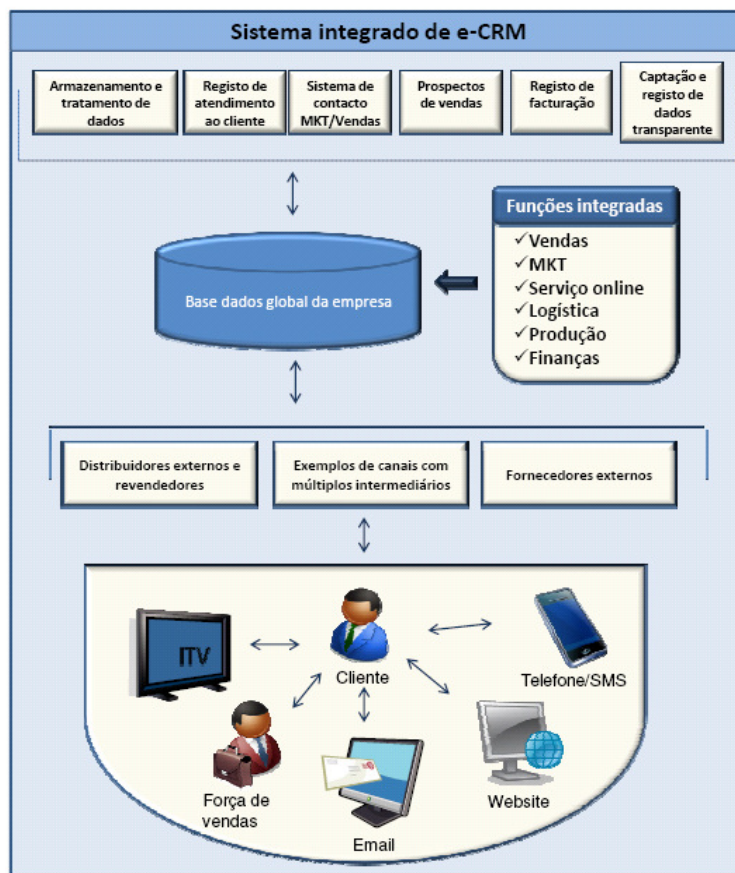 Sistema integrado de e-CRM
Armazenamento e
tratamento de
dados
Registo de
atendimento
ao cliente
Sistema de
contacto
MKT/Vendas
Prospectos
de vendas
Registo de
facturação
Captação e
registo de
dados
transparente
Funções integradas
✓Vendas
✓MKT
✓Serviço online
✓Logística
✓Produção
✓Finanças
Base dados global da empresa
Distribuidores externos e
revendedores
Exemplos de canais com
múltiplos intermediários
Fornecedores externos
ITV
Cliente
Telefone/SMS
Força de
vendas
Email
Website